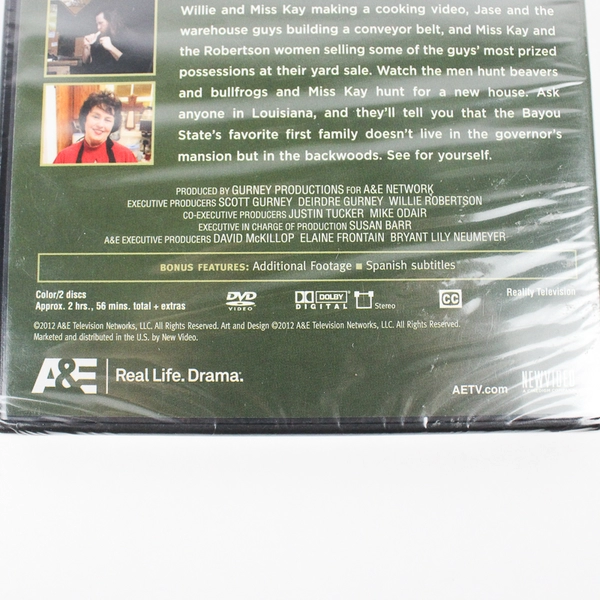 Willie and Miss Kay making a cooking video, Jase and the
warehouse guys building a conveyor belt, and Miss Kay and
the Robertson women selling some of the guys' most prized
possessions at their yard sale. Watch the men hunt beavers
and bullfrogs and Miss Kay hunt for a new house. Ask
anyone in Louisiana, and they'll tell you that the Bayou
State's favorite first family doesn't live in the governor's
mansion but in the backwoods. See for yourself.
PRODUCED BY GURNEY PRODUCTIONS FOR A&E NETWORK
EXECUTIVE PRODUCERS SCOTT GURNEY DEIRDRE GURNEY WILLIE ROBERTSON
CO-EXECUTIVE PRODUCERS JUSTIN TUCKER MIKE ODAIR
EXECUTIVE IN CHARGE OF PRODUCTION SUSAN BARR
A&E EXECUTIVE PRODUCERS DAVID McKILLOP ELAINE FRONTAIN BRYANT LILY NEUMEYER
BONUS FEATURES: Additional Footage ■ Spanish subtitles
Color/2 discs
Approx. 2 hrs., 56 mins. total + extras
DVD VIDEO
DOLBY DIGITAL
Stereo
CC
Reality Television
©2012 A&E Television Networks, LLC. All Rights Reserved. Art and Design ©2012 A&E Television Networks, LLC. All Rights Reserved.
Marketed and distributed in the U.S. by New Video.
A&E Real Life. Drama.
AETV.com
NEWVIDEO